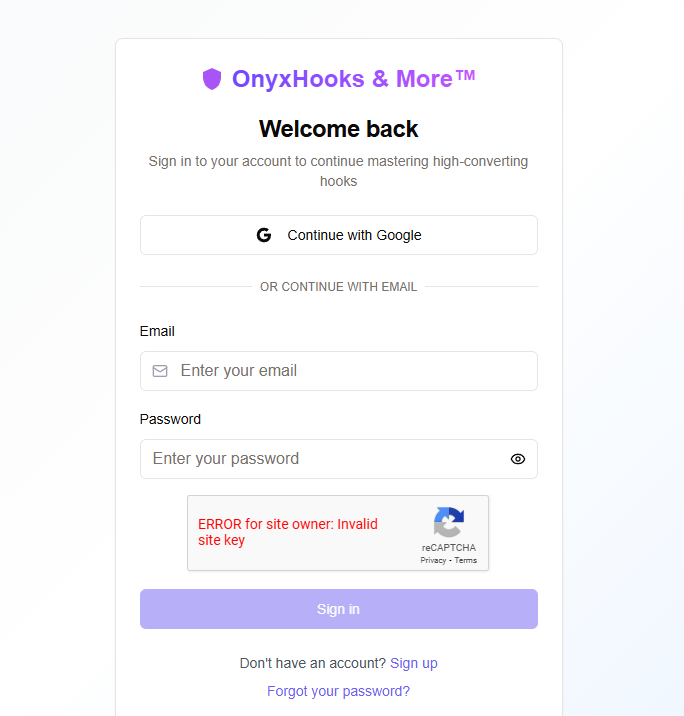 OnyxHooks & More™
Welcome back
Sign in to your account to continue mastering high-converting
hooks
Continue with Google
OR CONTINUE WITH EMAIL
Email
Enter your email
Password
Enter your password
ERROR for site owner: Invalid
site key
reCAPTCHA
Privacy - Terms
Sign in
Don't have an account? Sign up
Forgot your password?